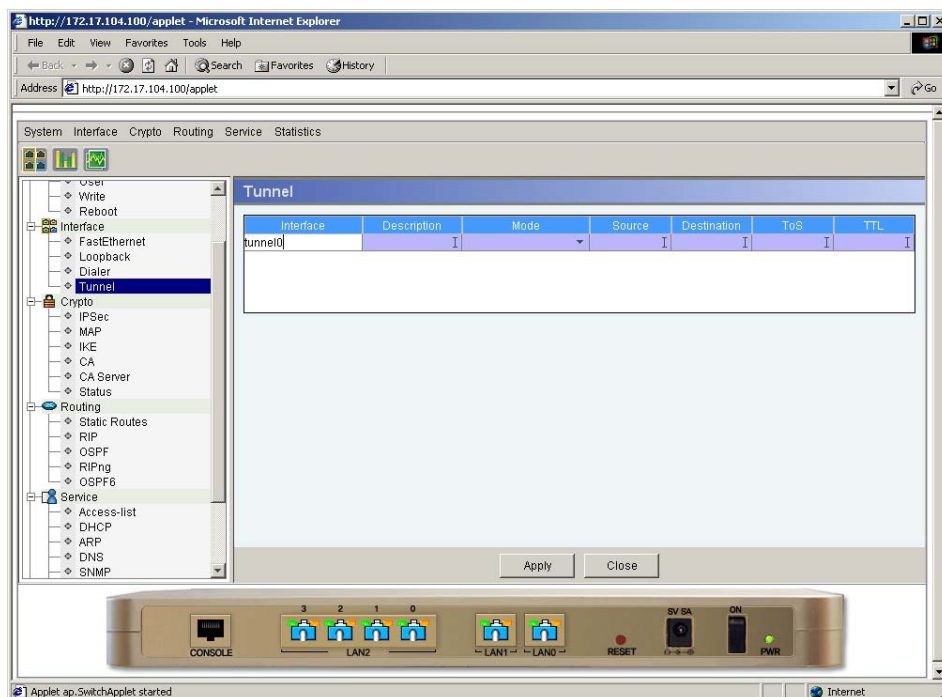 http://172.17.104.100/applet - Microsoft Internet Explorer
File Edit View Favorites Tools Help
Back Search Favorites History
Address http://172.17.104.100/applet Go
System Interface Crypto Routing Service Statistics
User
Write
Reboot
Interface
FastEthernet
Loopback
Dialer
Tunnel
Crypto
IPSec
MAP
IKE
CA
CA Server
Status
Routing
Static Routes
RIP
OSPF
RIPng
OSPF6
Service
Access-list
DHCP
ARP
DNS
SNMP
Tunnel
Interface Description Mode Source Destination ToS TTL
tunnel0
Apply Close
3 2 1 0
5V 5A ON
CONSOLE LAN2 LAN1 LAN0 RESET PWR
Applet ap.SwitchApplet started Internet